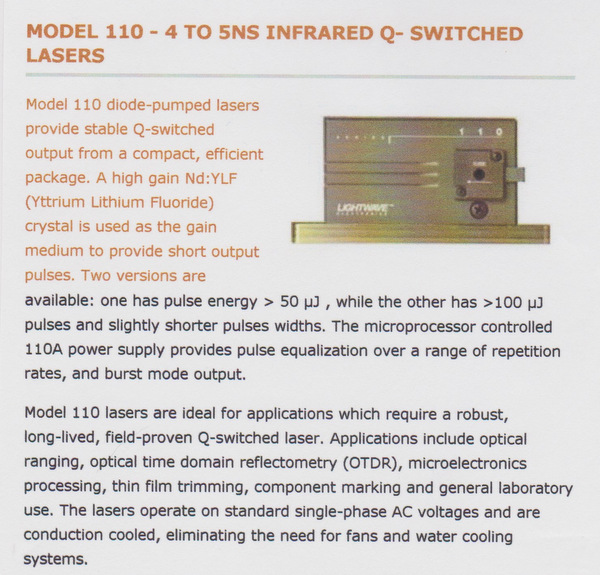 MODEL 110 - 4 TO 5NS INFRARED Q- SWITCHED
LASERS
Model 110 diode-pumped lasers
provide stable Q-switched
output from a compact, efficient
package. A high gain Nd:YLF
(Yttrium Lithium Fluoride)
crystal is used as the gain
medium to provide short output
pulses. Two versions are
available: one has pulse energy > 50 µJ , while the other has >100 µJ
pulses and slightly shorter pulses widths. The microprocessor controlled
110A power supply provides pulse equalization over a range of repetition
rates, and burst mode output.
Model 110 lasers are ideal for applications which require a robust,
long-lived, field-proven Q-switched laser. Applications include optical
ranging, optical time domain reflectometry (OTDR), microelectronics
processing, thin film trimming, component marking and general laboratory
use. The lasers operate on standard single-phase AC voltages and are
conduction cooled, eliminating the need for fans and water cooling
systems.
110
LIGHTWAVE™
ELECTRONICS